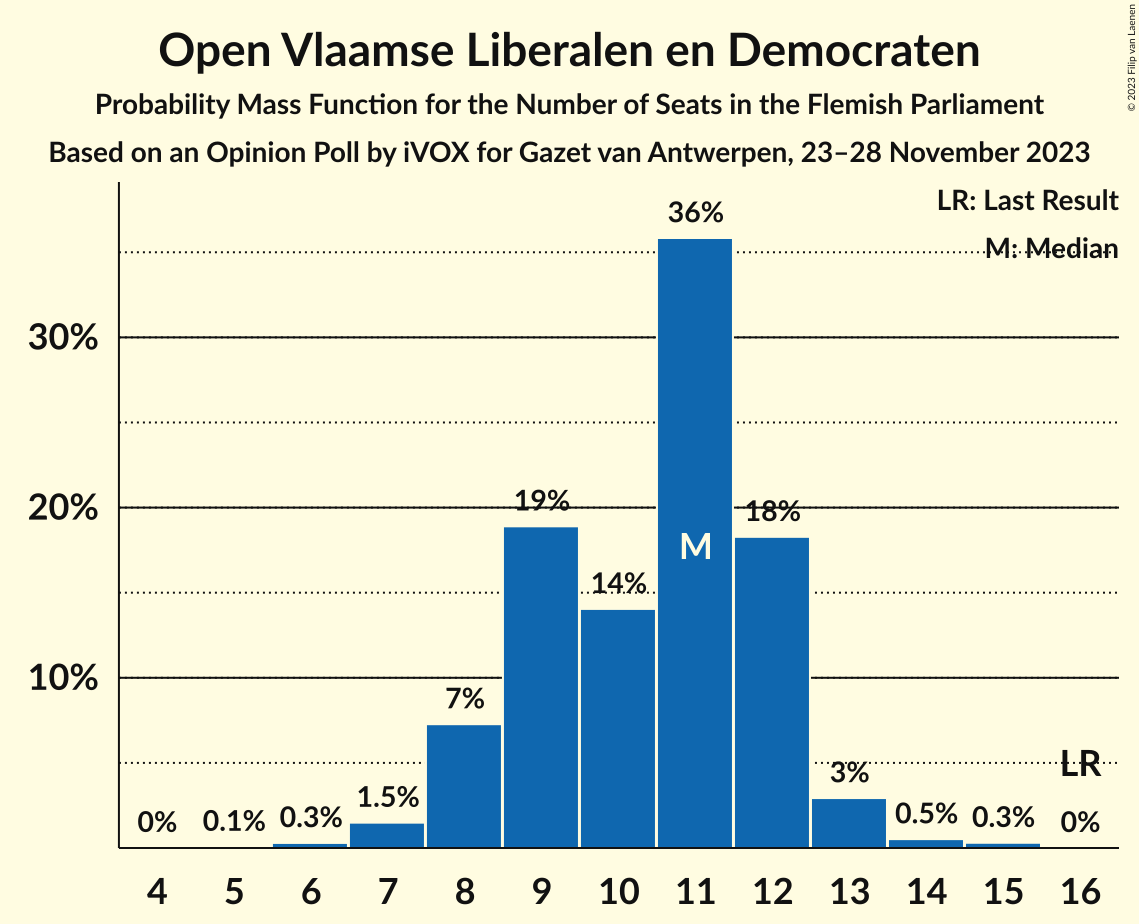 Open Vlaamse Liberalen en Democraten
Probability Mass Function for the Number of Seats in the Flemish Parliament
Based on an Opinion Poll by iVOX for Gazet van Antwerpen, 23–28 November 2023
© 2023 Filip van Laenen
LR: Last Result
M: Median
36%
30%
20%
10%
19%
18%
M
14%
7%
LR
3%
1.5%
0.5%
0.3%
0.3%
0.1%
0%
0%
4 5 6 7 8 9 10 11 12 13 14 15 16